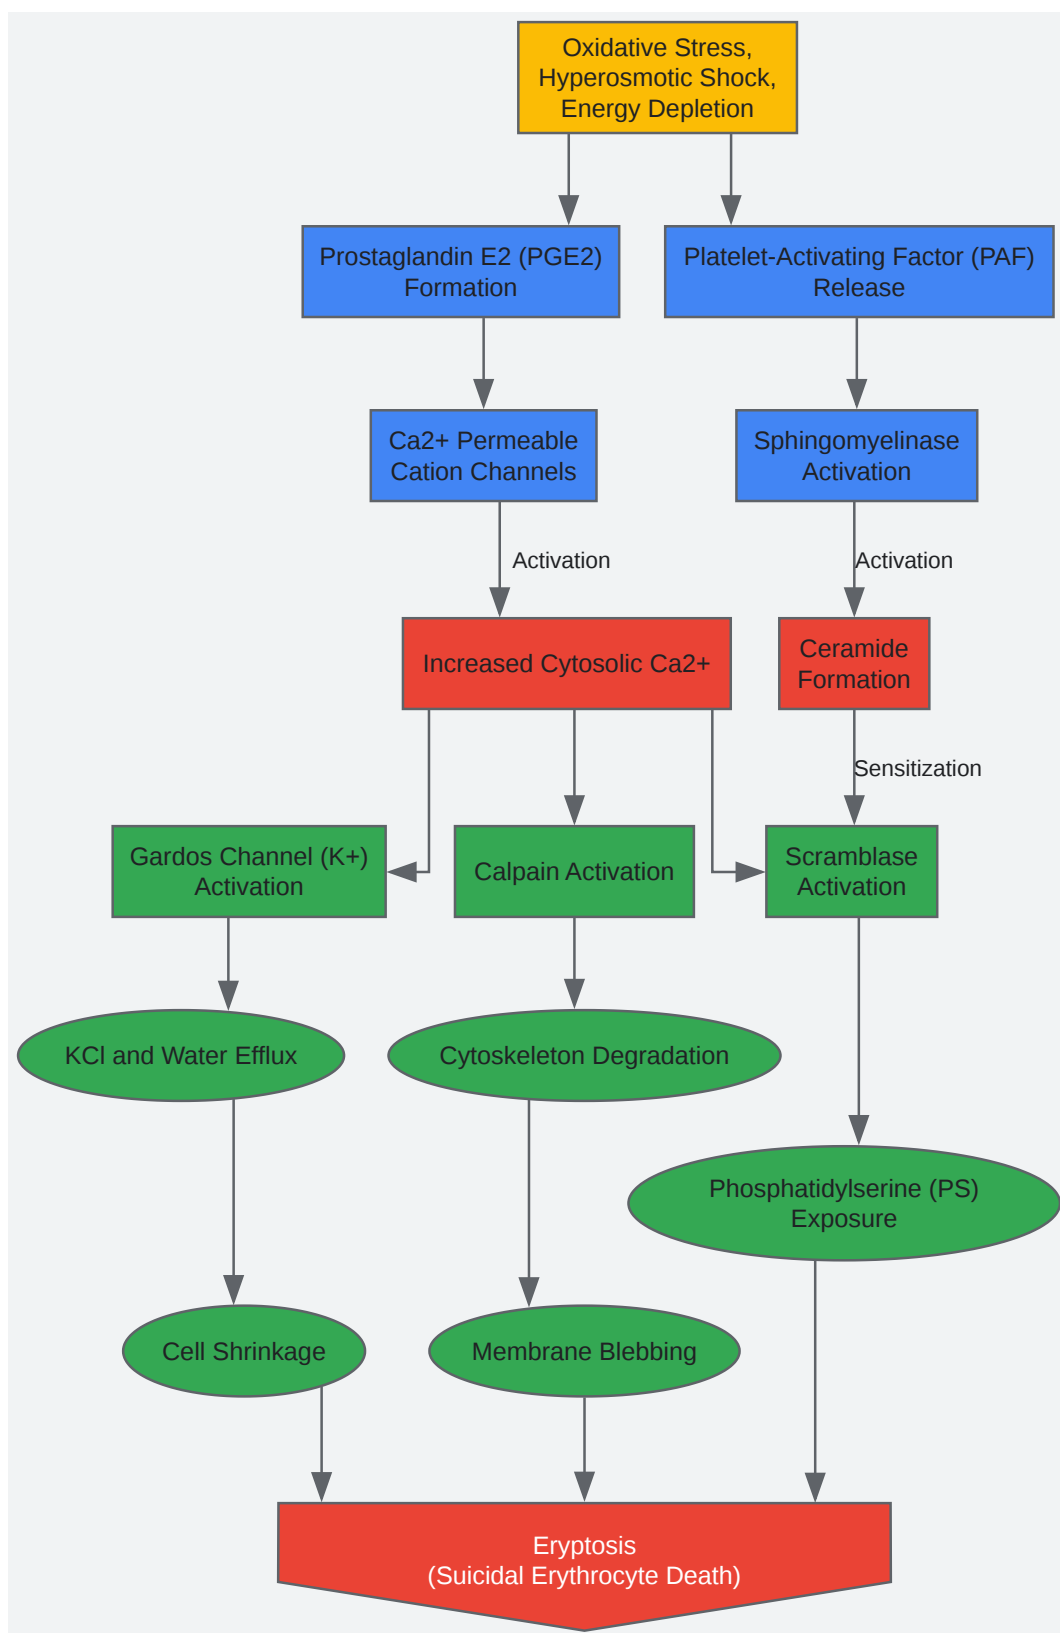 Oxidative Stress,
Hyperosmotic Shock,
Energy Depletion
Prostaglandin E2 (PGE2)
Formation
Platelet-Activating Factor (PAF)
Release
Ca2+ Permeable
Cation Channels
Sphingomyelinase
Activation
Activation
Activation
Increased Cytosolic Ca2+
Ceramide
Formation
Sensitization
Gardos Channel (K+)
Activation
Calpain Activation
Scramblase
Activation
KCl and Water Efflux
Cytoskeleton Degradation
Phosphatidylserine (PS)
Exposure
Cell Shrinkage
Membrane Blebbing
Eryptosis
(Suicidal Erythrocyte Death)